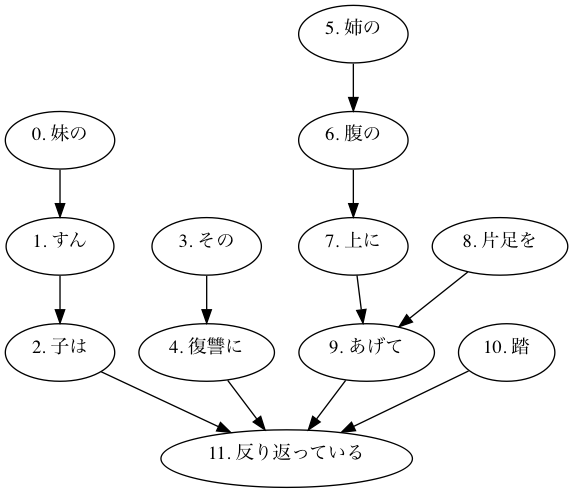 5. 姉の
0. 妹の
6. 腹の
1. すん
3. その
7. 上に
8. 片足を
2. 子は
4. 復讐に
9. あげて
10. 踏
11. 反り返っている